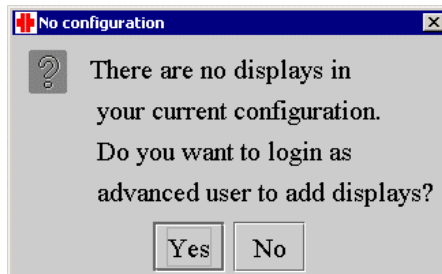 No configuration
There are no displays in
your current configuration.
Do you want to login as
advanced user to add displays?
Yes No